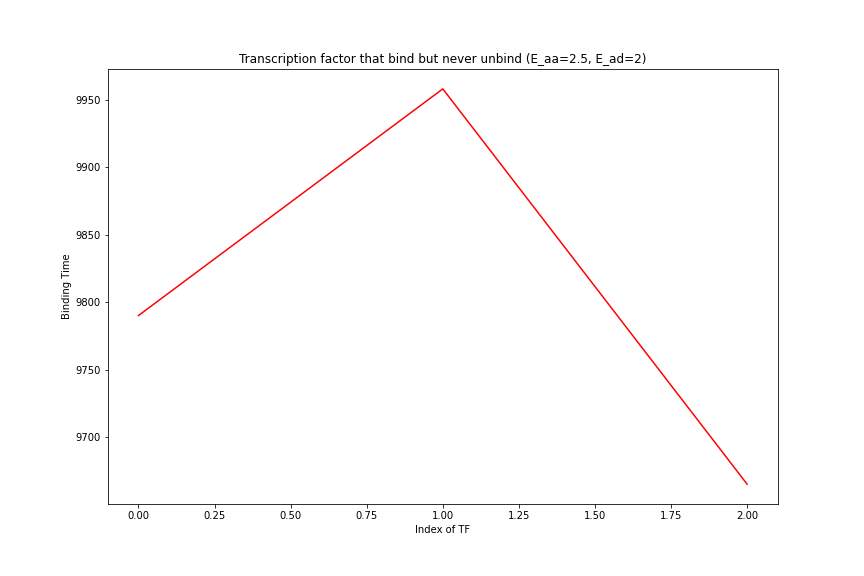 Transcription factor that bind but never unbind (E_aa=2.5, E_ad=2)
9950
9900
9850
9800
9750
9700
Binding Time
0.00 0.25 0.50 0.75 1.00 1.25 1.50 1.75 2.00
Index of TF